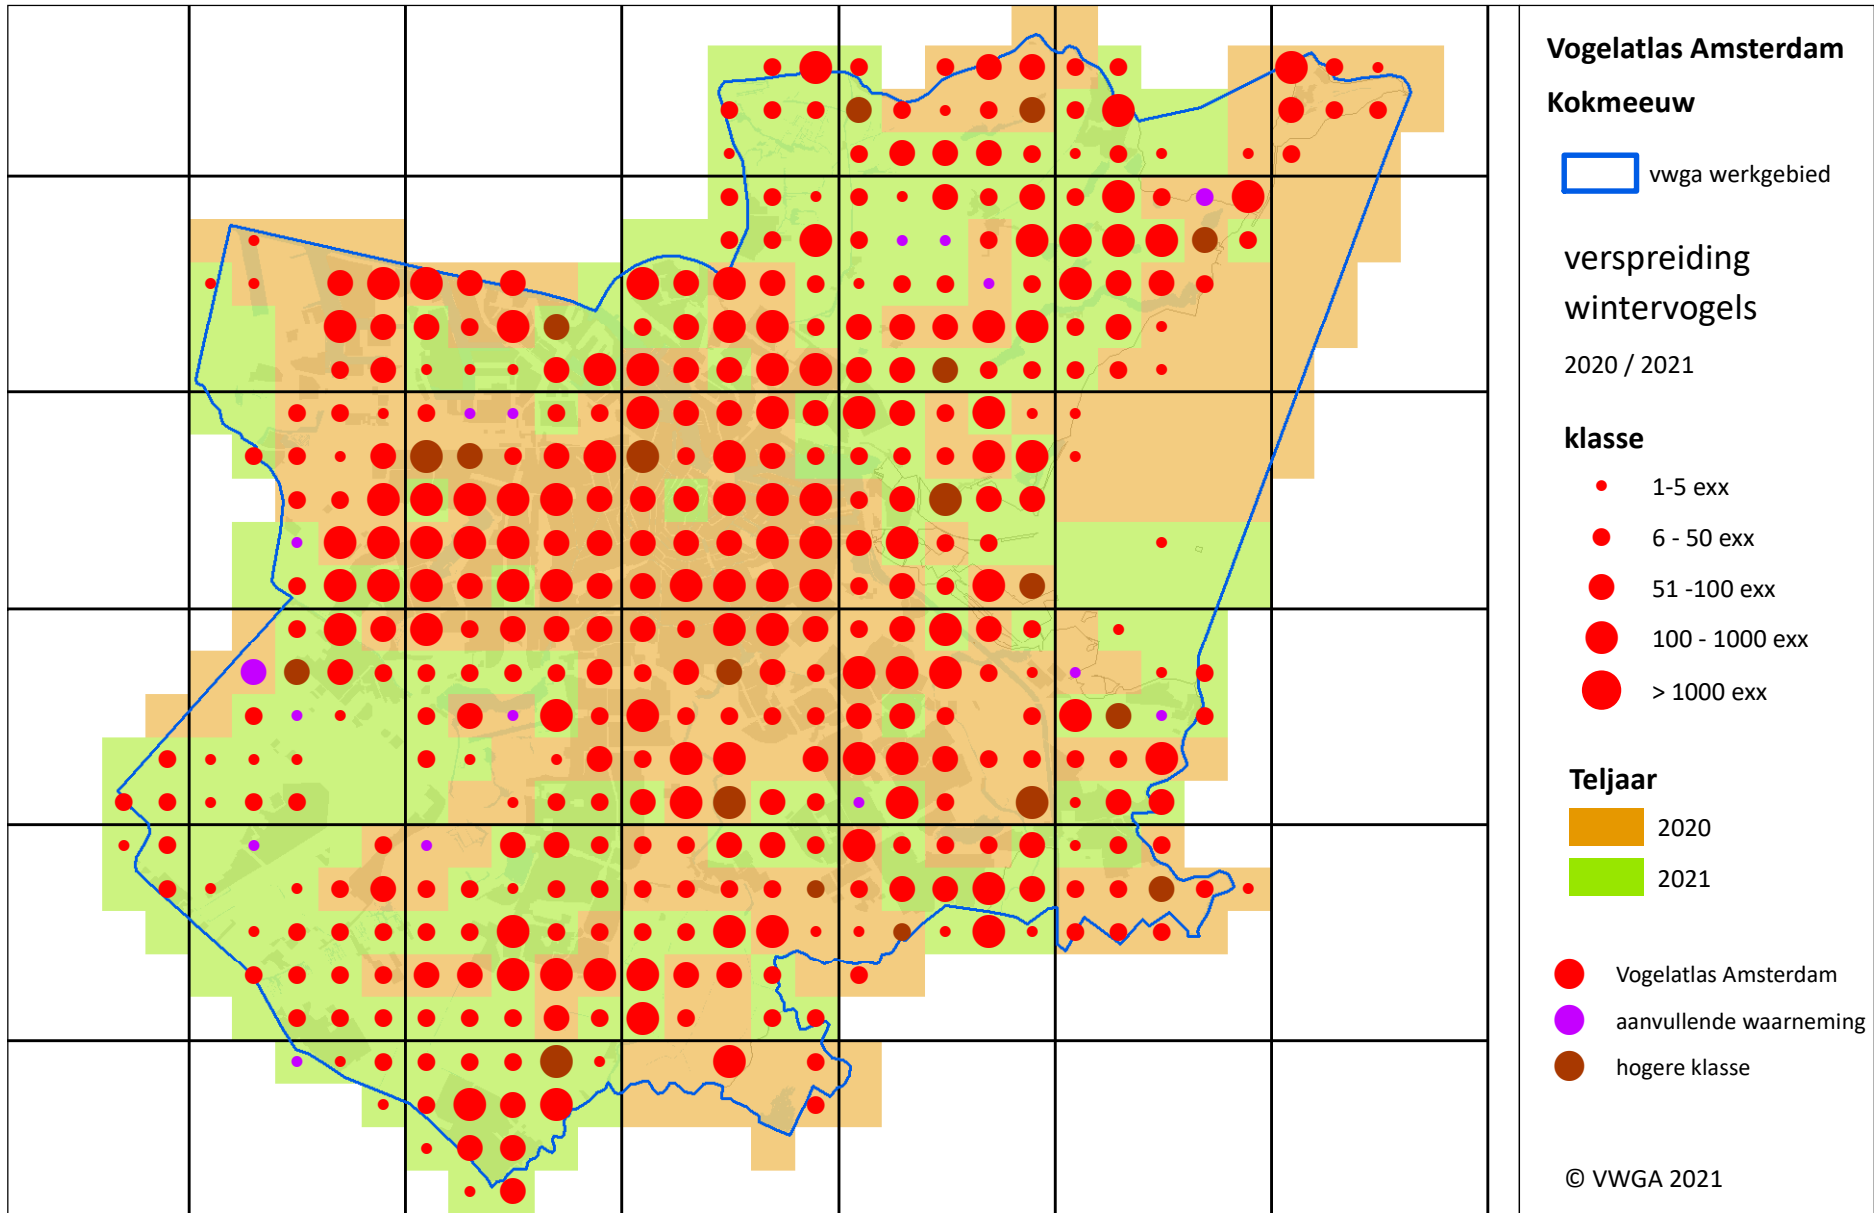 Vogelatlas Amsterdam
Kokmeeuw
vwga werkgebied
verspreiding
wintervogels
2020 / 2021
klasse
1-5 exx
6 - 50 exx
51 -100 exx
100 - 1000 exx
> 1000 exx
Teljaar
2020
2021
Vogelatlas Amsterdam
aanvullende waarneming
hogere klasse
© VWGA 2021